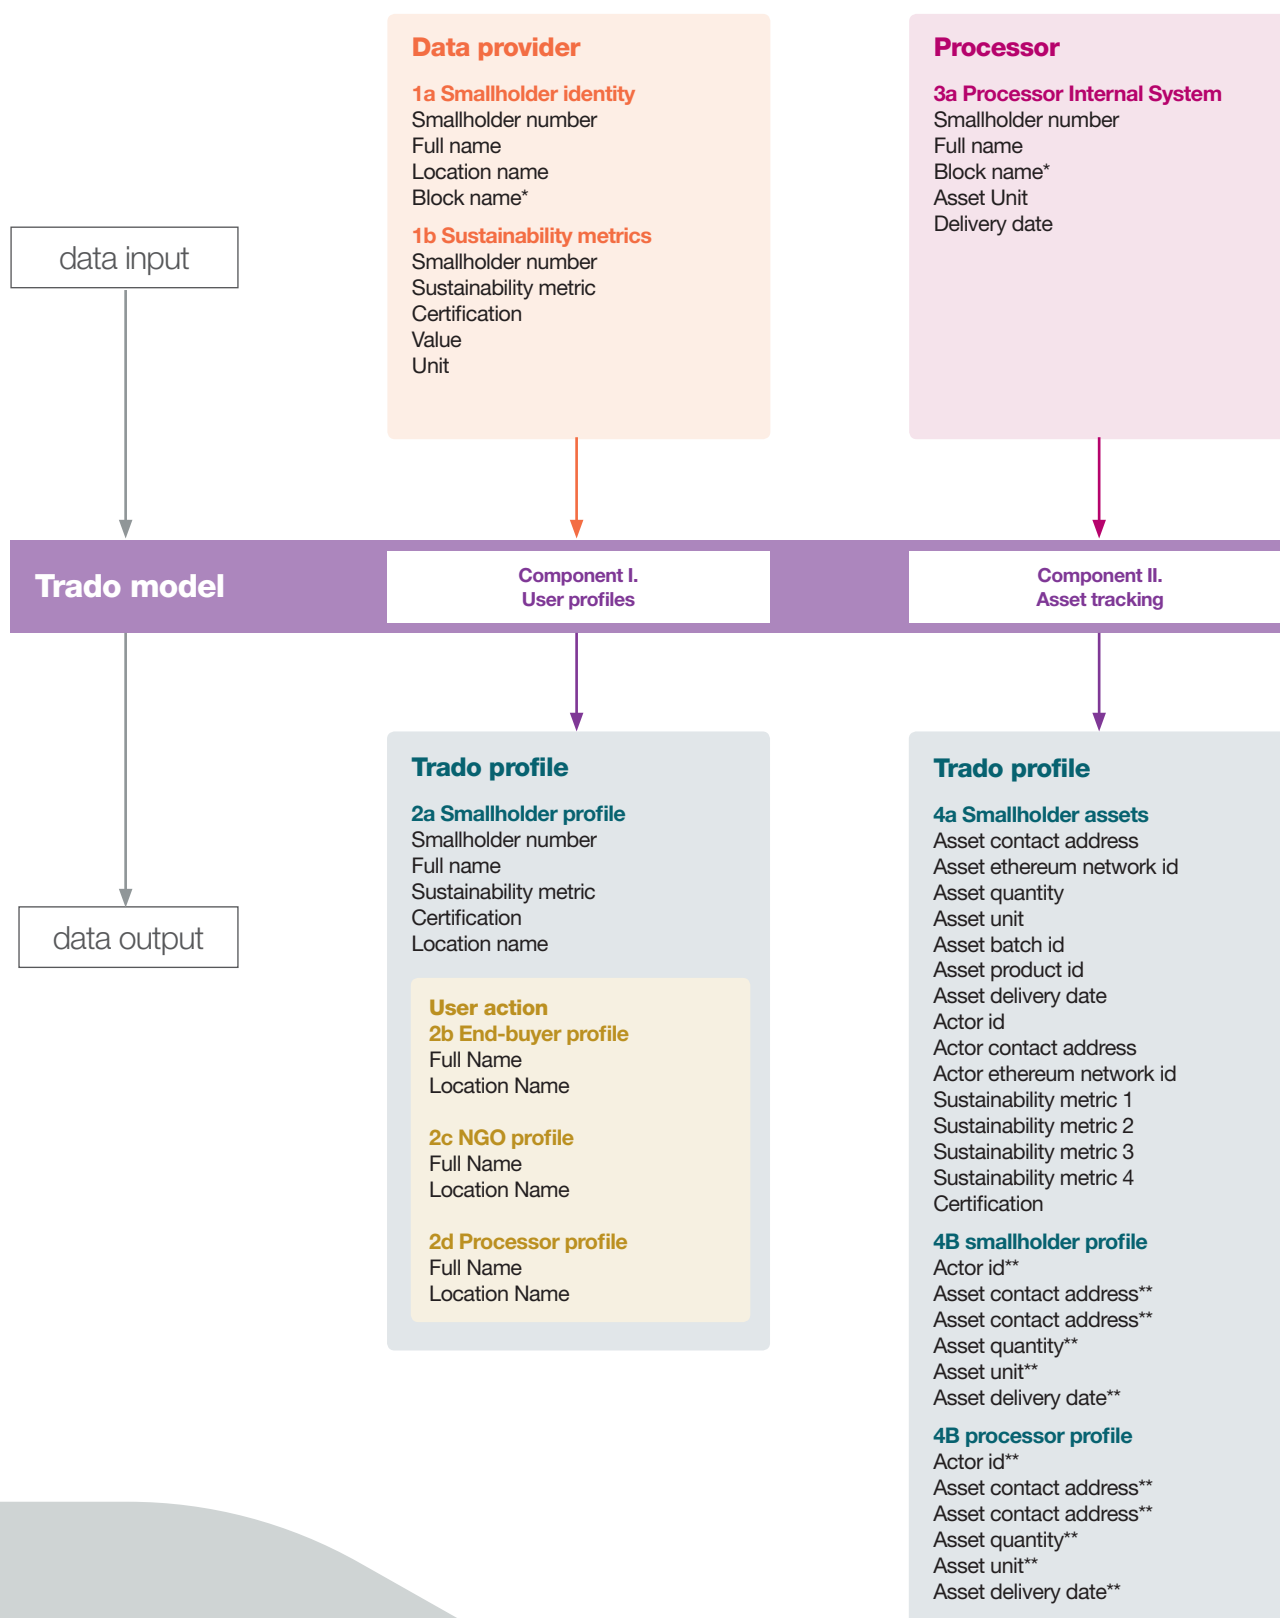 Data provider
1a Smallholder identity
Smallholder number
Full name
Location name
Block name*
1b Sustainability metrics
Smallholder number
Sustainability metric
Certification
Value
Unit
Processor
3a Processor Internal System
Smallholder number
Full name
Block name*
Asset Unit
Delivery date
data input
Trado model
Component I.
User profiles
Component II.
Asset tracking
data output
Trado profile
2a Smallholder profile
Smallholder number
Full name
Sustainability metric
Certification
Location name
User action
2b End-buyer profile
Full Name
Location Name
2c NGO profile
Full Name
Location Name
2d Processor profile
Full Name
Location Name
Trado profile
4a Smallholder assets
Asset contact address
Asset ethereum network id
Asset quantity
Asset unit
Asset batch id
Asset product id
Asset delivery date
Actor id
Actor contact address
Actor ethereum network id
Sustainability metric 1
Sustainability metric 2
Sustainability metric 3
Sustainability metric 4
Certification
4B smallholder profile
Actor id**
Asset contact address**
Asset contact address**
Asset quantity**
Asset unit**
Asset delivery date**
4B processor profile
Actor id**
Asset contact address**
Asset contact address**
Asset quantity**
Asset unit**
Asset delivery date**